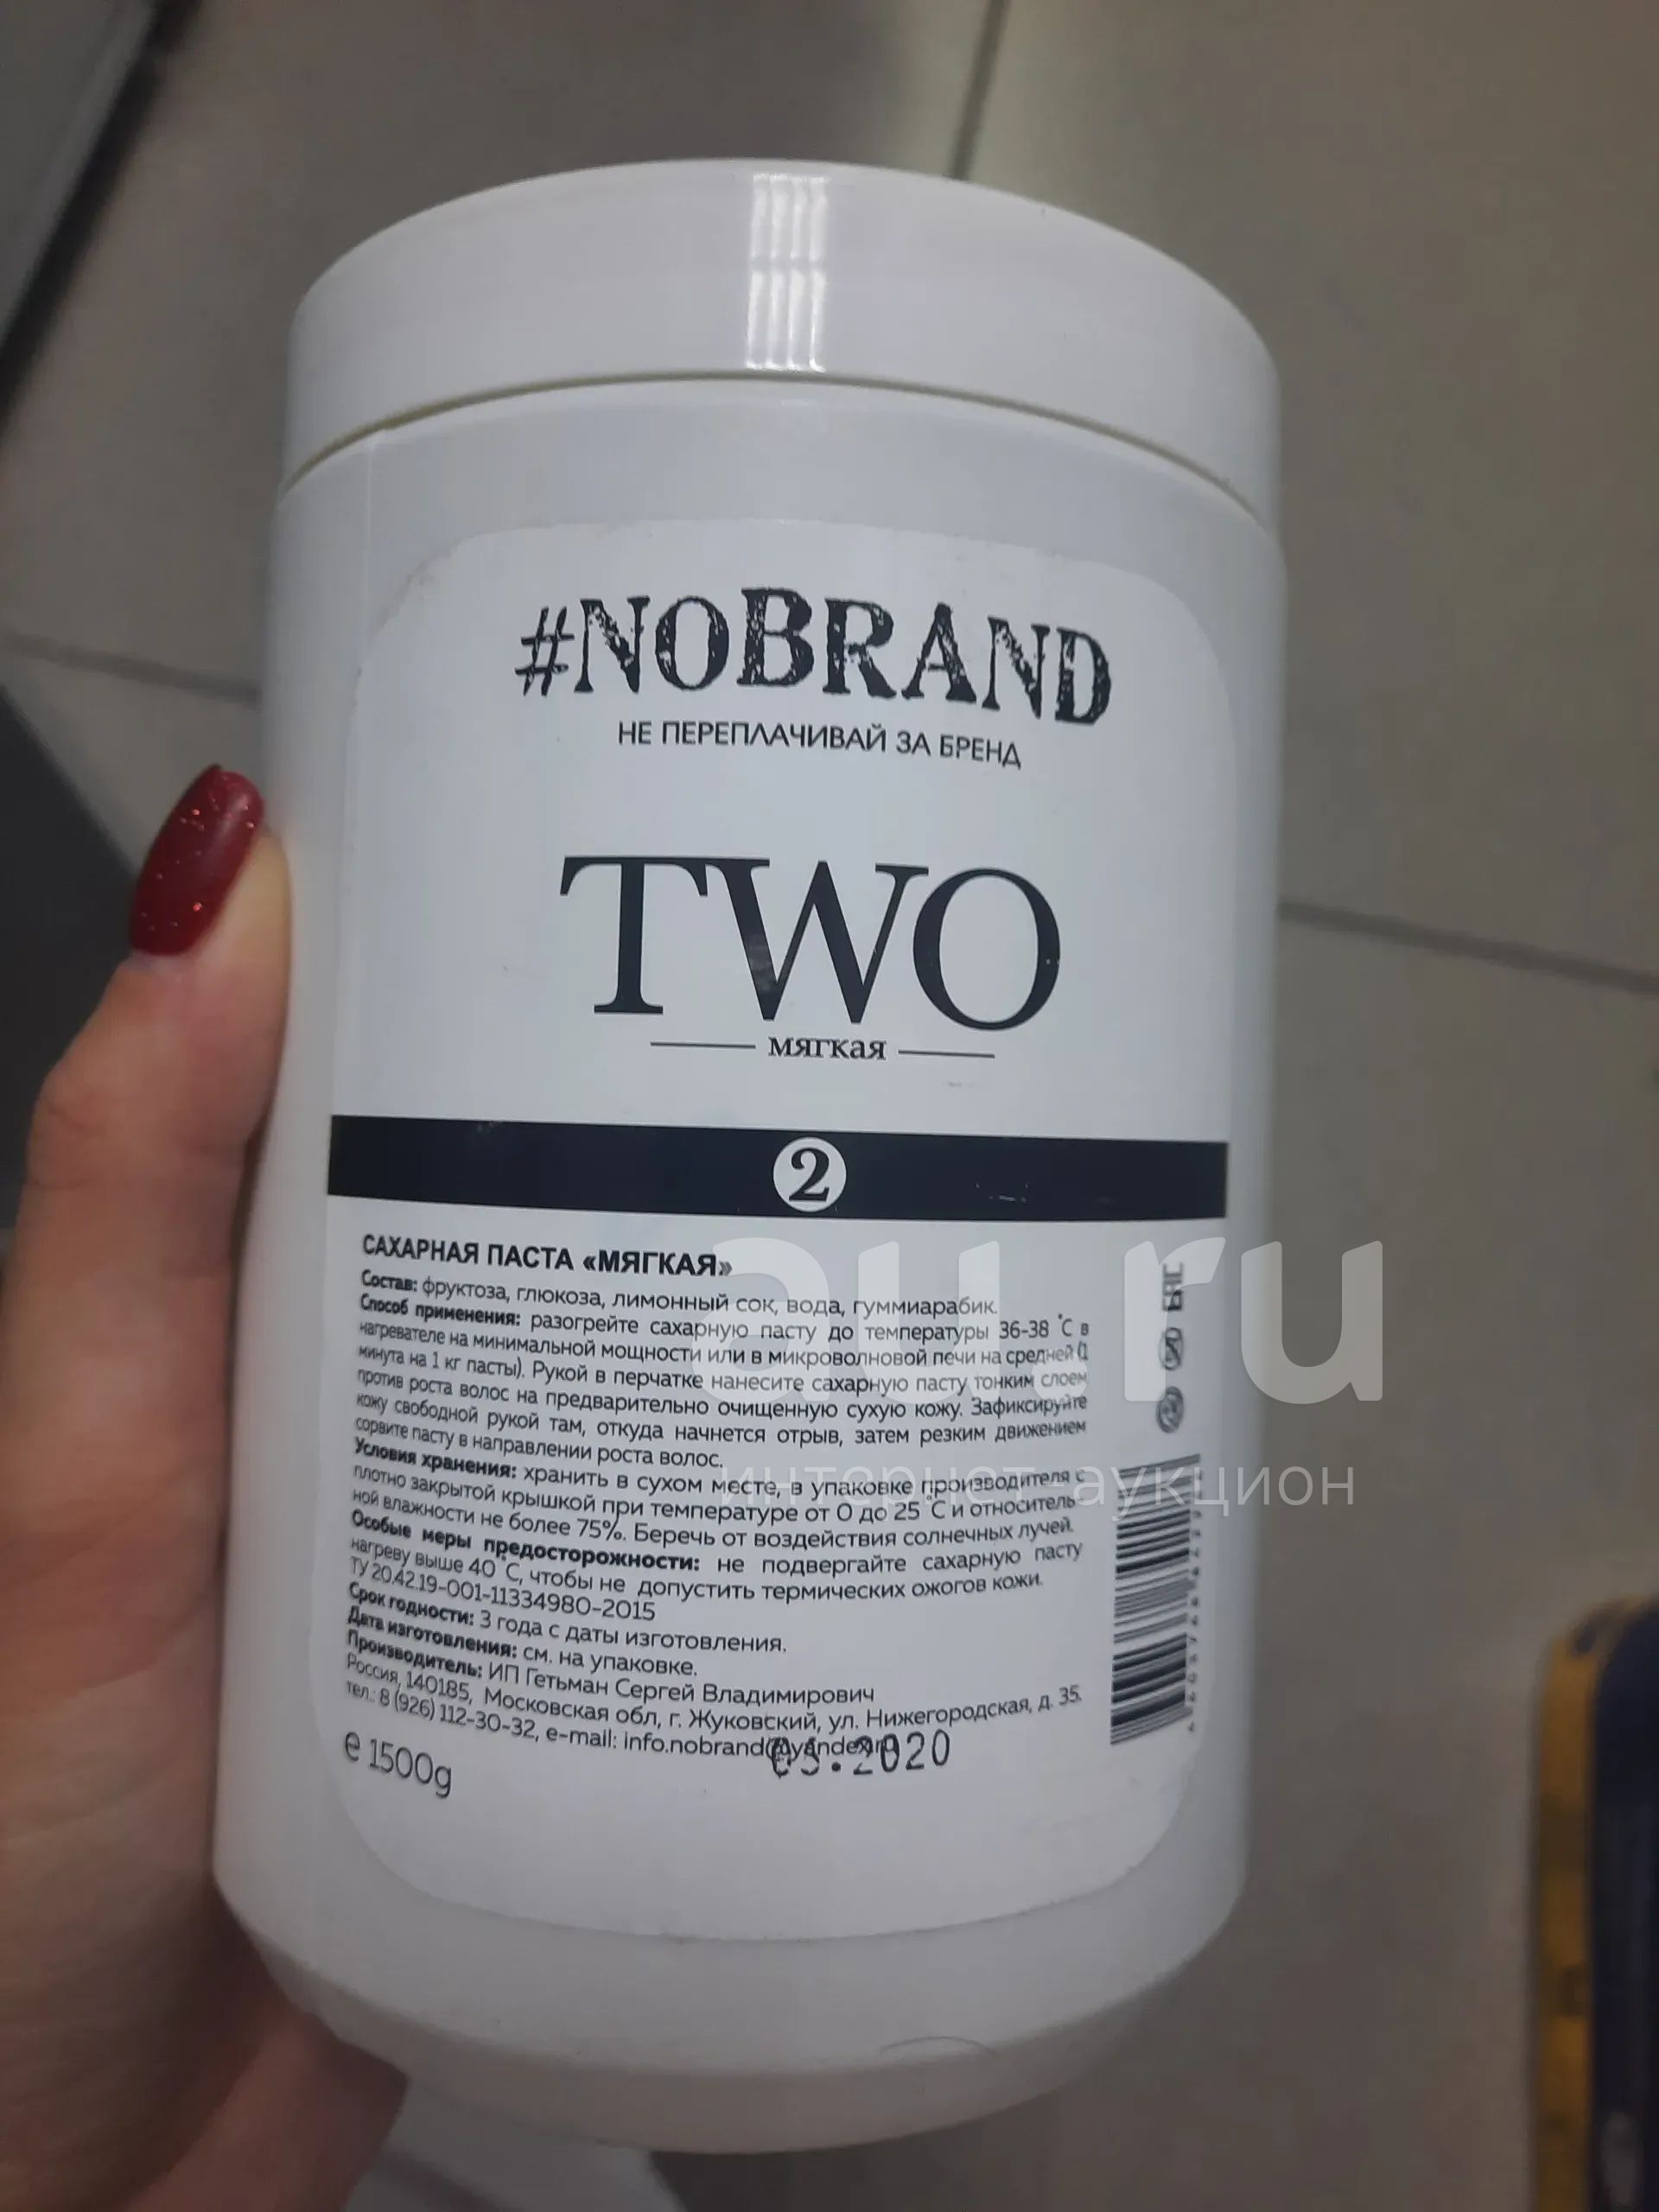 #NOBRAND
НЕ ПЕРЕПЛАЧИВАЙ ЗА БРЕНД
TWO
мягкая
2
САХАРНАЯ ПАСТА «МЯГКАЯ»
Состав: фруктоза, глюкоза, лимонный сок, вода, гуммиарабик.
Способ применения: разогрейте сахарную пасту до температуры 36-38 °С в
нагревателе на минимальной мощности или в микроволновой печи на средней (1
минута на 1 кг пасты). Рукой в перчатке нанесите сахарную пасту тонким слоем
против роста волос на предварительно очищенную сухую кожу. Зафиксируйте
кожу свободной рукой там, откуда начнется отрыв, затем резким движением
сорвите пасту в направлении роста волос.
Условия хранения: хранить в сухом месте, в упаковке производителя с
плотно закрытой крышкой при температуре от 0 до 25 °С и относитель-
ной влажности не более 75%. Беречь от воздействия солнечных лучей.
Особые меры предосторожности: не подвергайте сахарную пасту
нагреву выше 40 °С, чтобы не допустить термических ожогов кожи.
ТУ 20.42.19-001-11334980-2015
Срок годности: 3 года с даты изготовления.
Дата изготовления: см. на упаковке.
Производитель: ИП Гетьман Сергей Владимирович
Россия, 140185, Московская обл, г. Жуковский, ул. Нижегородская, д. 35.
тел.: 8 (926) 112-30-32, e-mail: info.nobrand@yandex.ru
03.2020
e 1500g
EAC
au.ru
интернет-аукцион